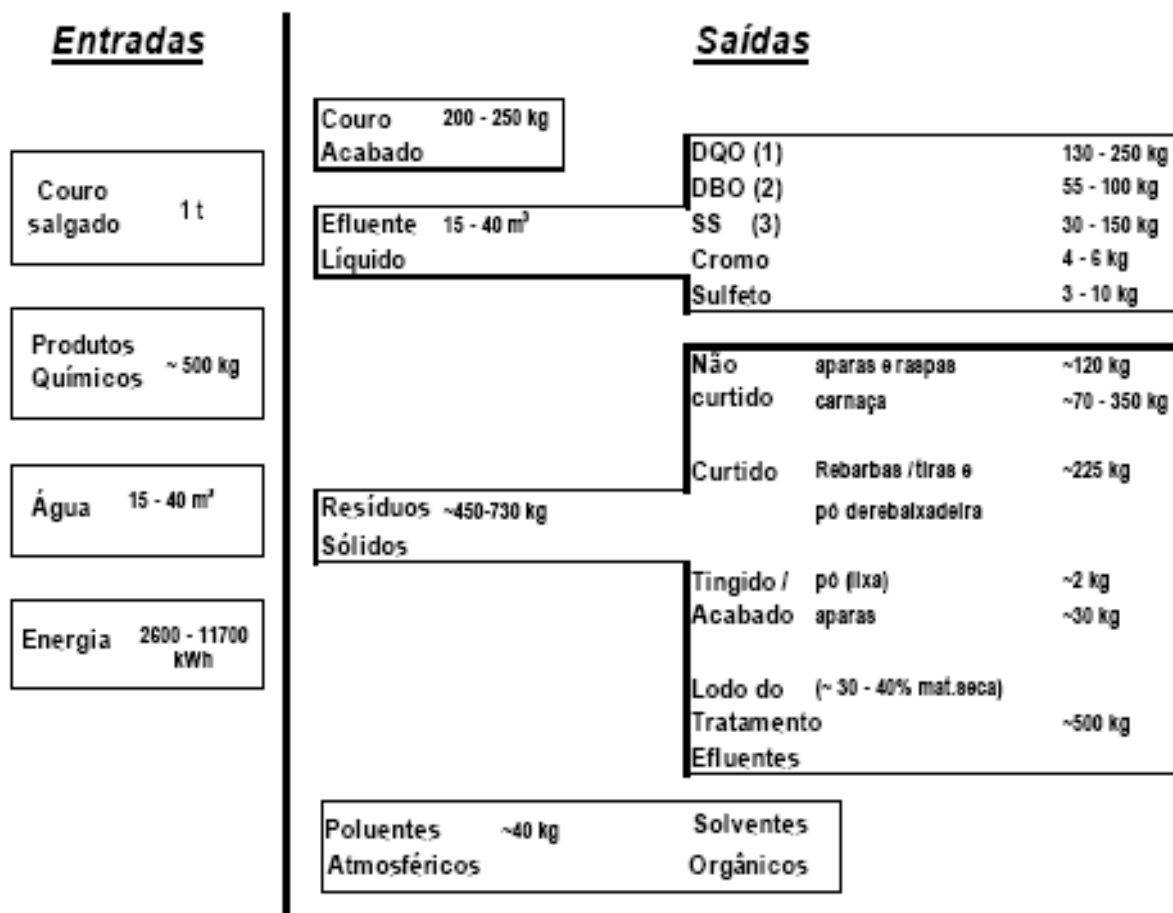 Entradas
Saídas
Couro
salgado
1 t
Produtos
Químicos
~ 500 kg
Água
15 - 40 m³
Energia
2600 - 11700
kWh
Couro 200 - 250 kg
Acabado
Efluente 15 - 40 m³
Líquido
DQO (1) 130 - 250 kg
DBO (2) 55 - 100 kg
SS (3) 30 - 150 kg
Cromo 4 - 6 kg
Sulfeto 3 - 10 kg
Resíduos ~450-730 kg
Sólidos
Não aparas e raspas ~120 kg
curtido carnaça ~70 - 350 kg
Curtido Rebarbas / tiras e ~225 kg
pó derebaixadeira
Tingido / pó (lixa) ~2 kg
Acabado aparas ~30 kg
Lodo do (~ 30 - 40% mat.seca)
Tratamento ~500 kg
Efluentes
Poluentes ~40 kg Solventes
Atmosféricos Orgânicos